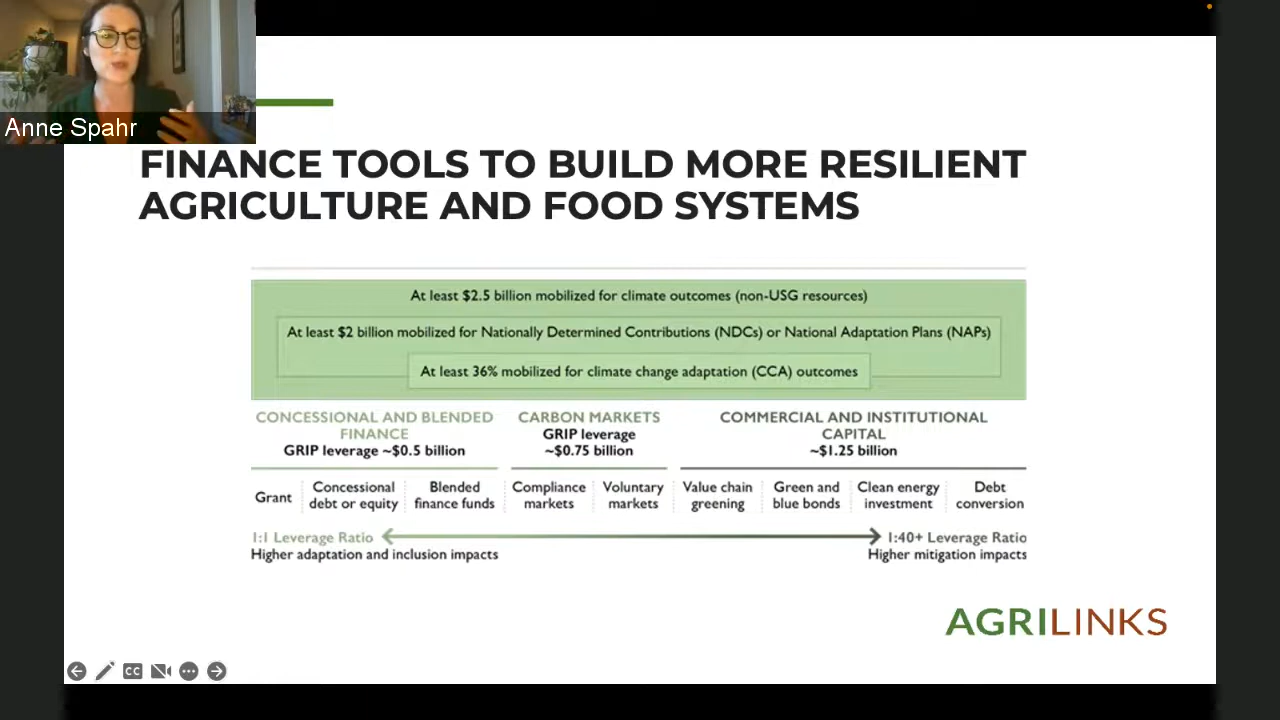 Anne Spahr
FINANCE TOOLS TO BUILD MORE RESILIENT
AGRICULTURE AND FOOD SYSTEMS
At least $2.5 billion mobilized for climate outcomes (non-USG resources)
At least $2 billion mobilized for Nationally Determined Contributions (NDCs) or National Adaptation Plans (NAPs)
At least 36% mobilized for climate change adaptation (CCA) outcomes
CONCESSIONAL AND BLENDED
FINANCE
GRIP leverage ~$0.5 billion
CARBON MARKETS
GRIP leverage
~$0.75 billion
COMMERCIAL AND INSTITUTIONAL
CAPITAL
~$1.25 billion
Grant
Concessional
debt or equity
Blended
finance funds
Compliance
markets
Voluntary
markets
Value chain
greening
Green and
blue bonds
Clean energy
investment
Debt
conversion
1:1 Leverage Ratio
Higher adaptation and inclusion impacts
1:40+ Leverage Ratio
Higher mitigation impacts
AGRILINKS
CC